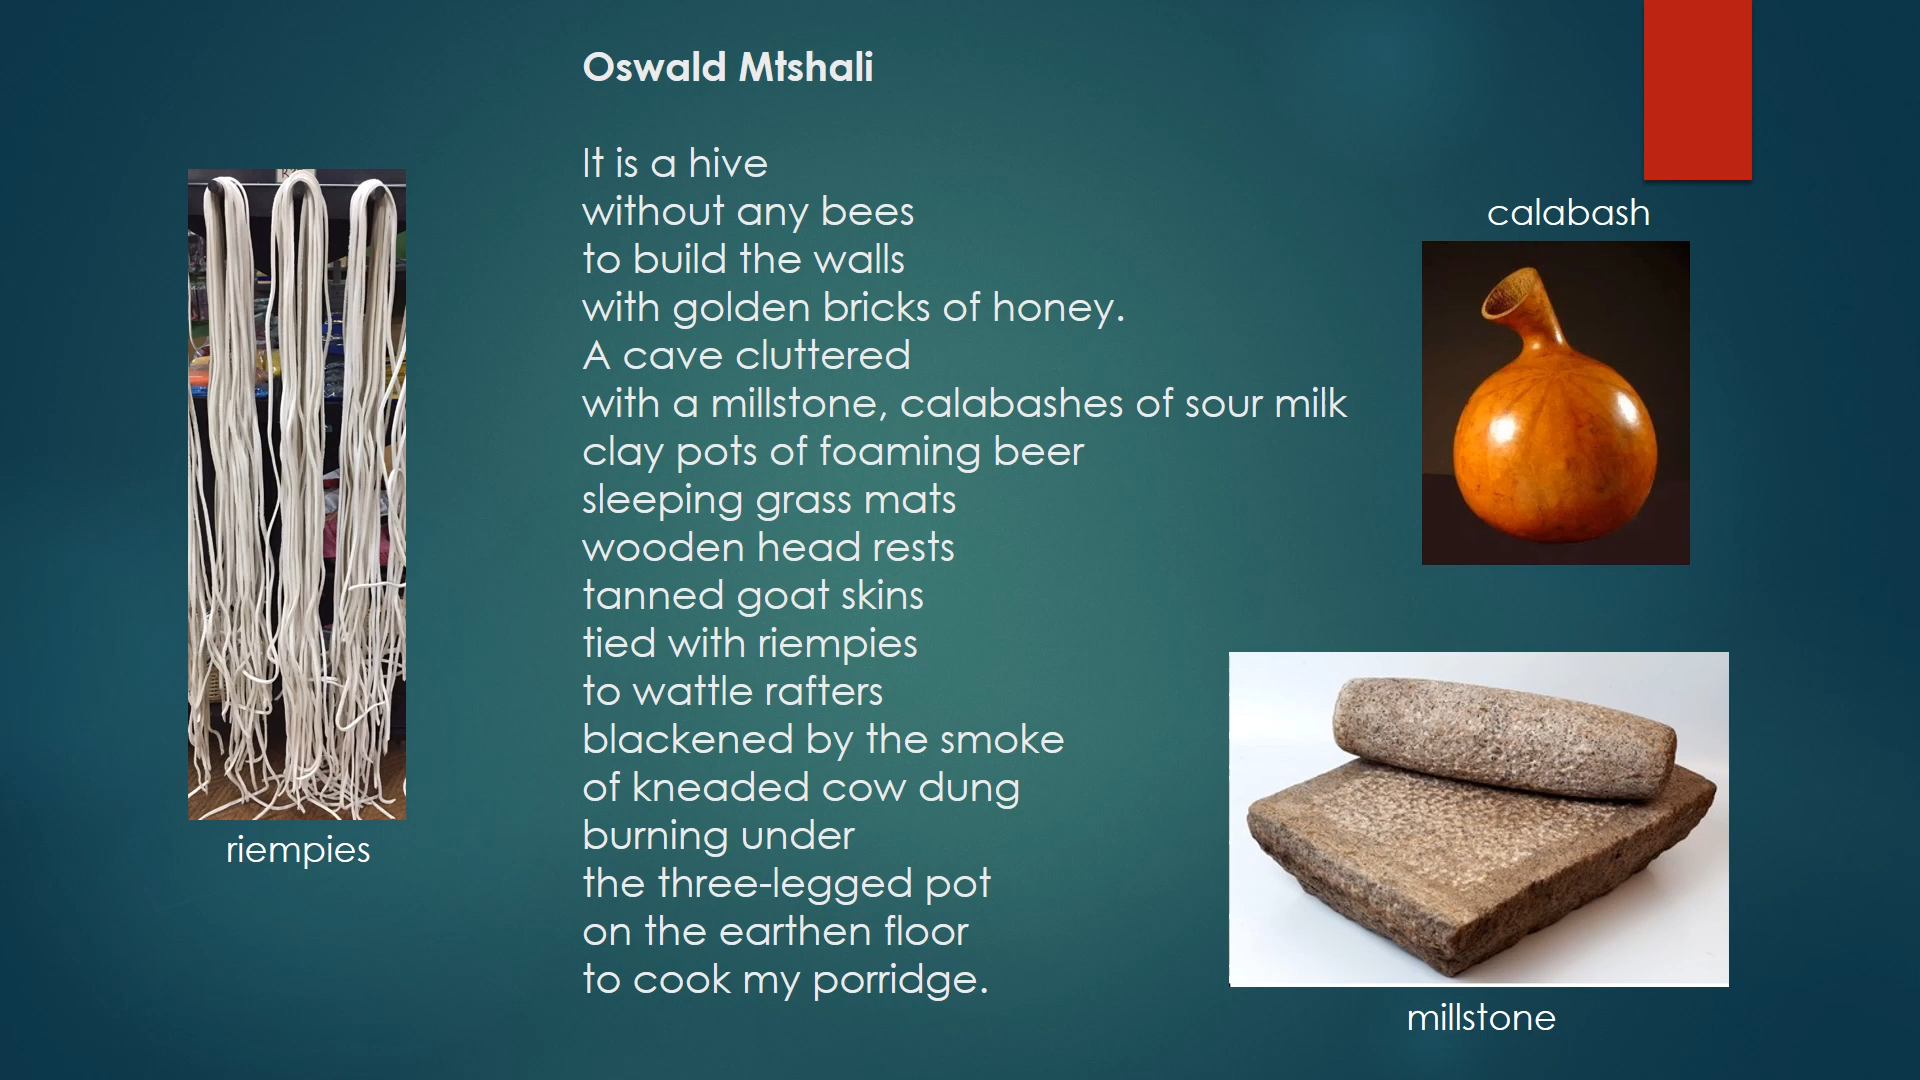 Oswald Mtshali
It is a hive
without any bees
to build the walls
with golden bricks of honey.
A cave cluttered
with a millstone, calabashes of sour milk
clay pots of foaming beer
sleeping grass mats
wooden head rests
tanned goat skins
tied with riempies
to wattle rafters
blackened by the smoke
of kneaded cow dung
burning under
the three-legged pot
on the earthen floor
to cook my porridge.
riempies
calabash
millstone